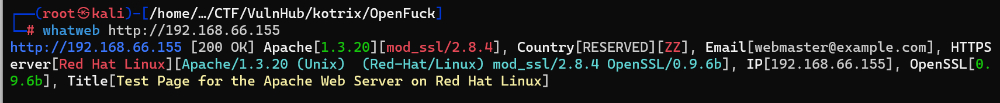 ┌──(root㉿kali)-[/home/…/CTF/VulnHub/kotrix/OpenFuck]
└─# whatweb http://192.168.66.155
http://192.168.66.155 [200 OK] Apache[1.3.20][mod_ssl/2.8.4], Country[RESERVED][ZZ], Email[webmaster@example.com], HTTPS
erver[Red Hat Linux][Apache/1.3.20 (Unix)  (Red-Hat/Linux) mod_ssl/2.8.4 OpenSSL/0.9.6b], IP[192.168.66.155], OpenSSL[0.
9.6b], Title[Test Page for the Apache Web Server on Red Hat Linux]